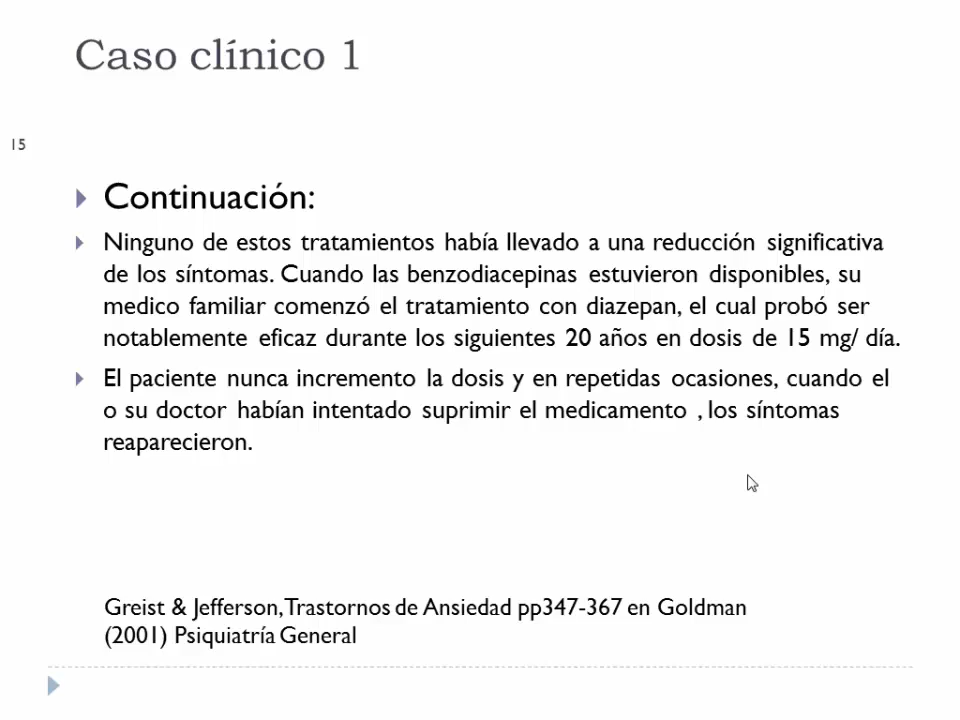 Caso clínico 1
15
Continuación:
Ninguno de estos tratamientos había llevado a una reducción significativa
de los síntomas. Cuando las benzodiacepinas estuvieron disponibles, su
medico familiar comenzó el tratamiento con diazepan, el cual probó ser
notablemente eficaz durante los siguientes 20 años en dosis de 15 mg/ día.
El paciente nunca incremento la dosis y en repetidas ocasiones, cuando el
o su doctor habían intentado suprimir el medicamento , los síntomas
reaparecieron.
Greist & Jefferson, Trastornos de Ansiedad pp347-367 en Goldman
(2001) Psiquiatría General